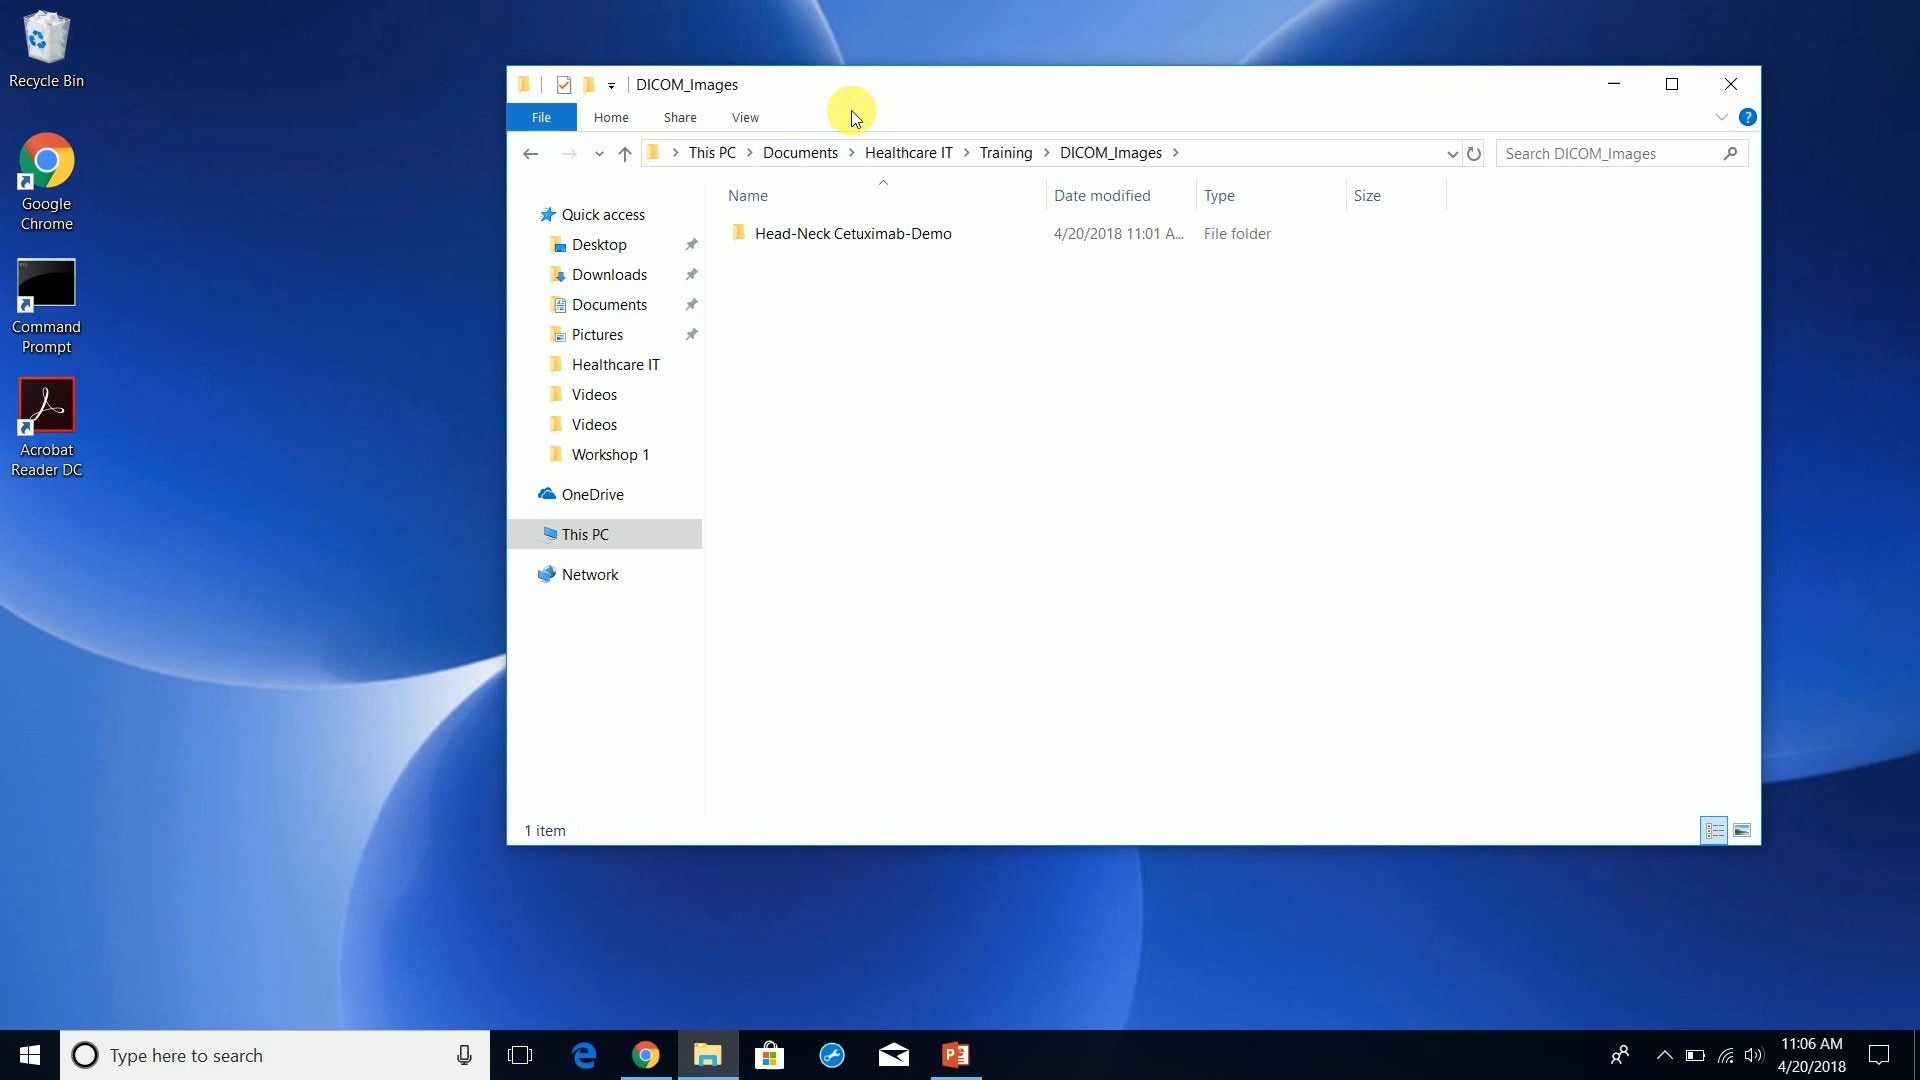 Recycle Bin
Google
Chrome
Command
Prompt
Acrobat
Reader DC
DICOM_Images
File Home Share View
This PC > Documents > Healthcare IT > Training > DICOM_Images >
Search DICOM_Images
Name Date modified Type Size
Head-Neck Cetuximab-Demo 4/20/2018 11:01 A... File folder
Quick access
Desktop
Downloads
Documents
Pictures
Healthcare IT
Videos
Videos
Workshop 1
OneDrive
This PC
Network
1 item
Type here to search
11:06 AM
4/20/2018